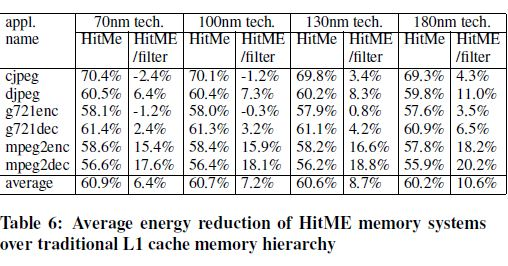 appl. 70nm tech. 100nm tech. 130nm tech. 180nm tech.
name HitMe HitME HitMe HitME HitMe HitME HitMe HitME
/filter /filter /filter /filter
cjpeg 70.4% -2.4% 70.1% -1.2% 69.8% 3.4% 69.3% 4.3%
djpeg 60.5% 6.4% 60.4% 7.3% 60.2% 8.3% 59.8% 11.0%
g721enc 58.1% -1.2% 58.0% -0.3% 57.9% 0.8% 57.6% 3.5%
g721dec 61.4% 2.4% 61.3% 3.2% 61.1% 4.2% 60.9% 6.5%
mpeg2enc 58.6% 15.4% 58.4% 15.9% 58.2% 16.6% 57.8% 18.2%
mpeg2dec 56.6% 17.6% 56.4% 18.1% 56.2% 18.8% 55.9% 20.2%
average 60.9% 6.4% 60.7% 7.2% 60.6% 8.7% 60.2% 10.6%
Table 6: Average energy reduction of HitME memory systems
over traditional L1 cache memory hierarchy